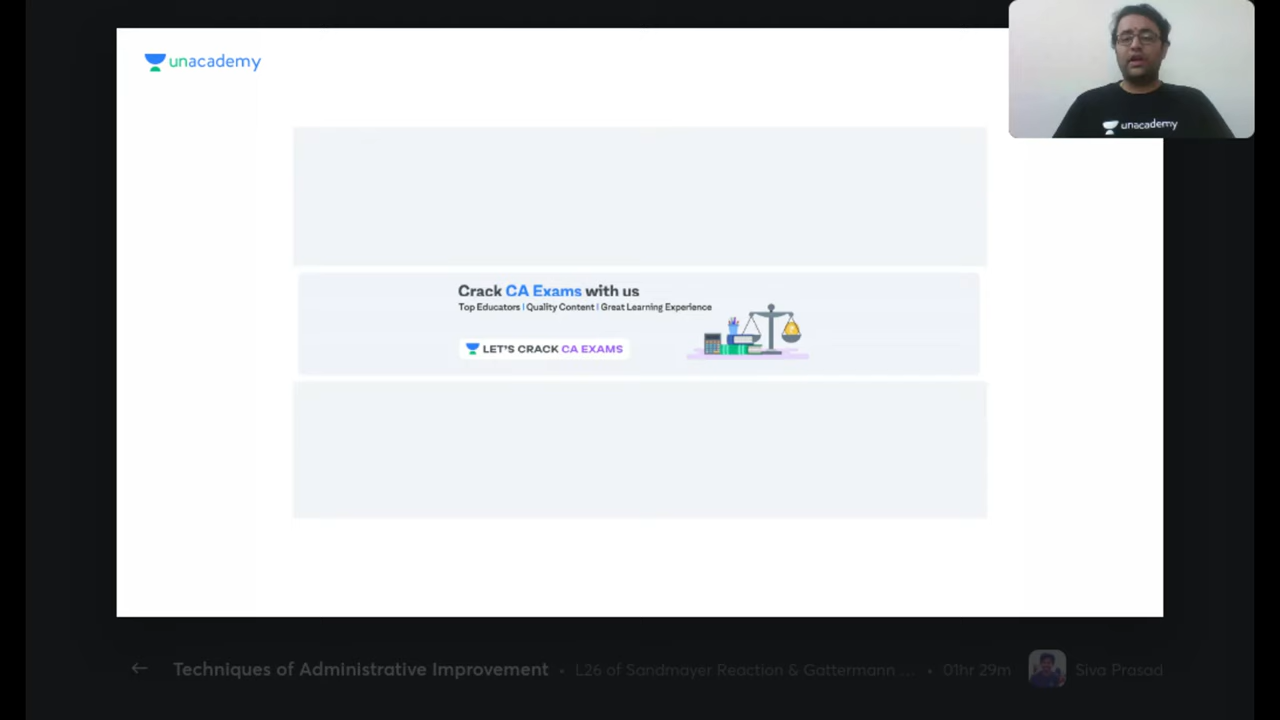 unacademy
unacademy
Crack CA Exams with us
Top Educators | Quality Content | Great Learning Experience
LET'S CRACK CA EXAMS
Techniques of Administrative Improvement • L26 of Sandmayer Reaction & Gattermann ... • 01hr 29m Siva Prasad